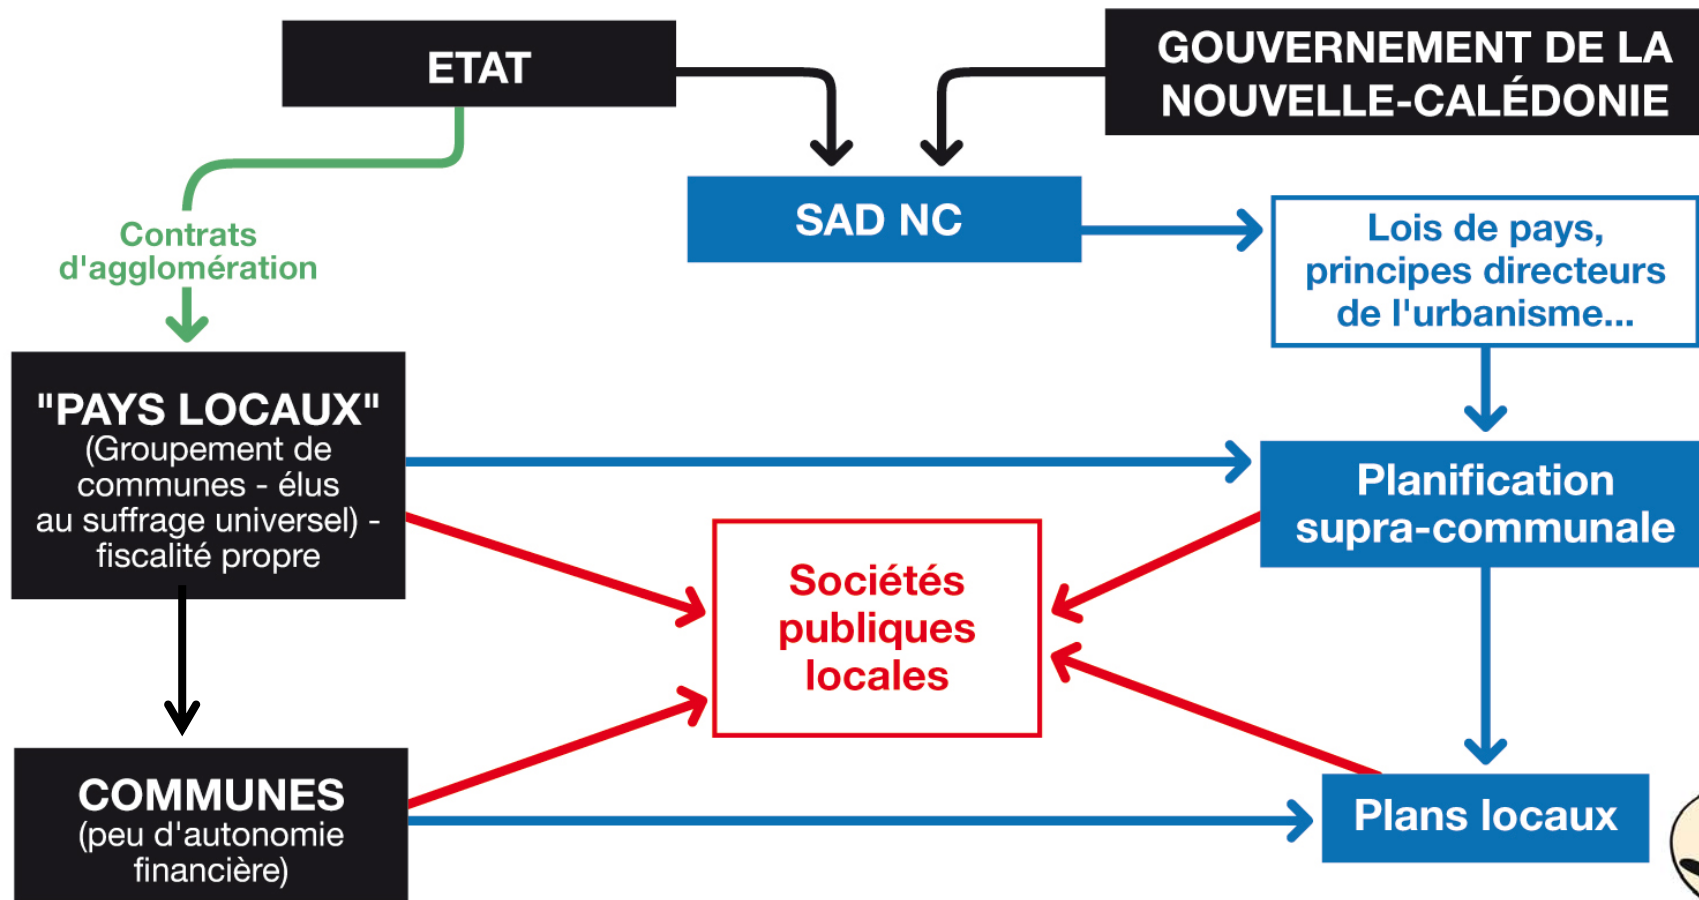 ETAT
GOUVERNEMENT DE LA
NOUVELLE-CALÉDONIE
SAD NC
Lois de pays,
principes directeurs
de l'urbanisme...
Contrats
d'agglomération
"PAYS LOCAUX"
(Groupement de
communes - élus
au suffrage universel) -
fiscalité propre
Planification
supra-communale
Sociétés
publiques
locales
COMMUNES
(peu d'autonomie
financière)
Plans locaux